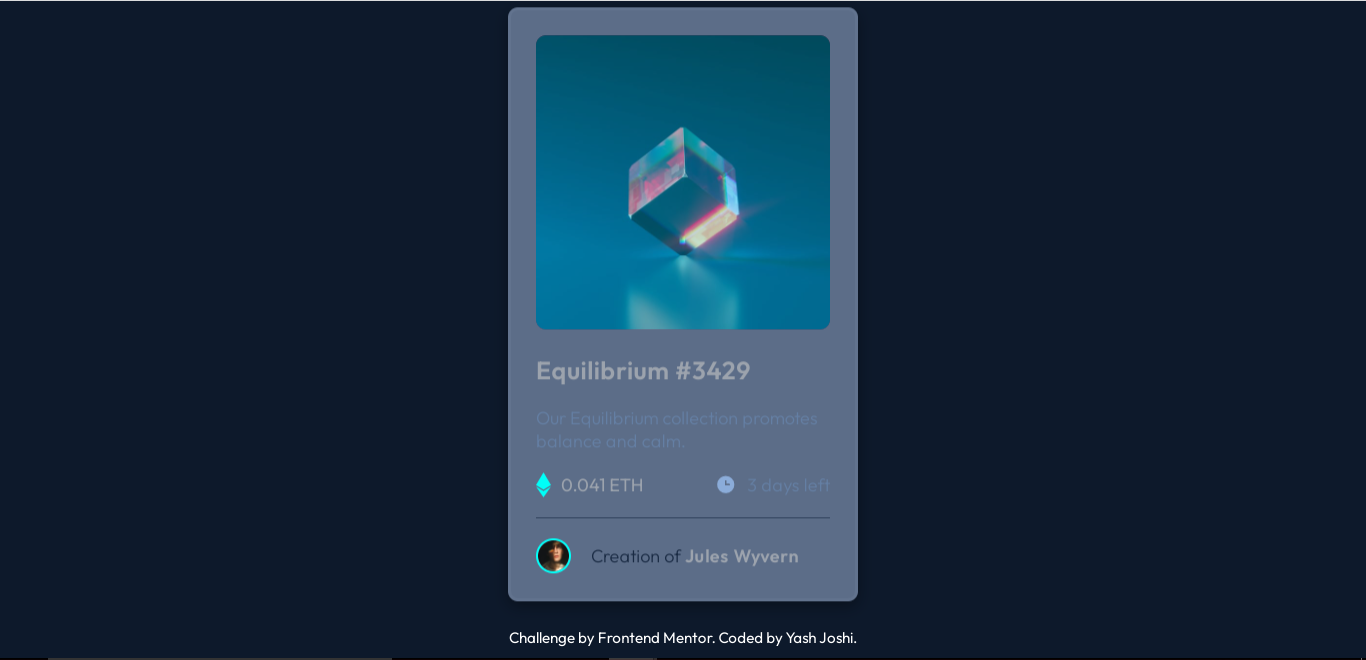 Equilibrium #3429
Our Equilibrium collection promotes
balance and calm.
0.041 ETH
3 days left
Creation of Jules Wyvern
Challenge by Frontend Mentor. Coded by Yash Joshi.